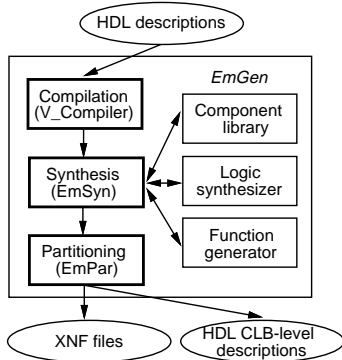 HDL descriptions
EmGen
Compilation
(V_Compiler)
Component
library
Synthesis
(EmSyn)
Logic
synthesizer
Partitioning
(EmPar)
Function
generator
XNF files
HDL CLB-level
descriptions